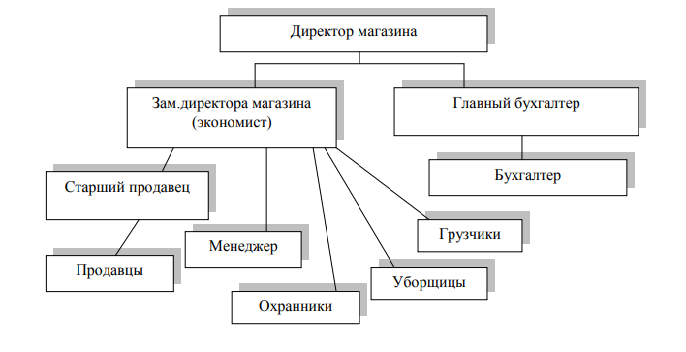 Директор магазина
Зам.директора магазина
(экономист)
Главный бухгалтер
Старший продавец
Бухгалтер
Продавцы
Менеджер
Грузчики
Охранники
Уборщицы